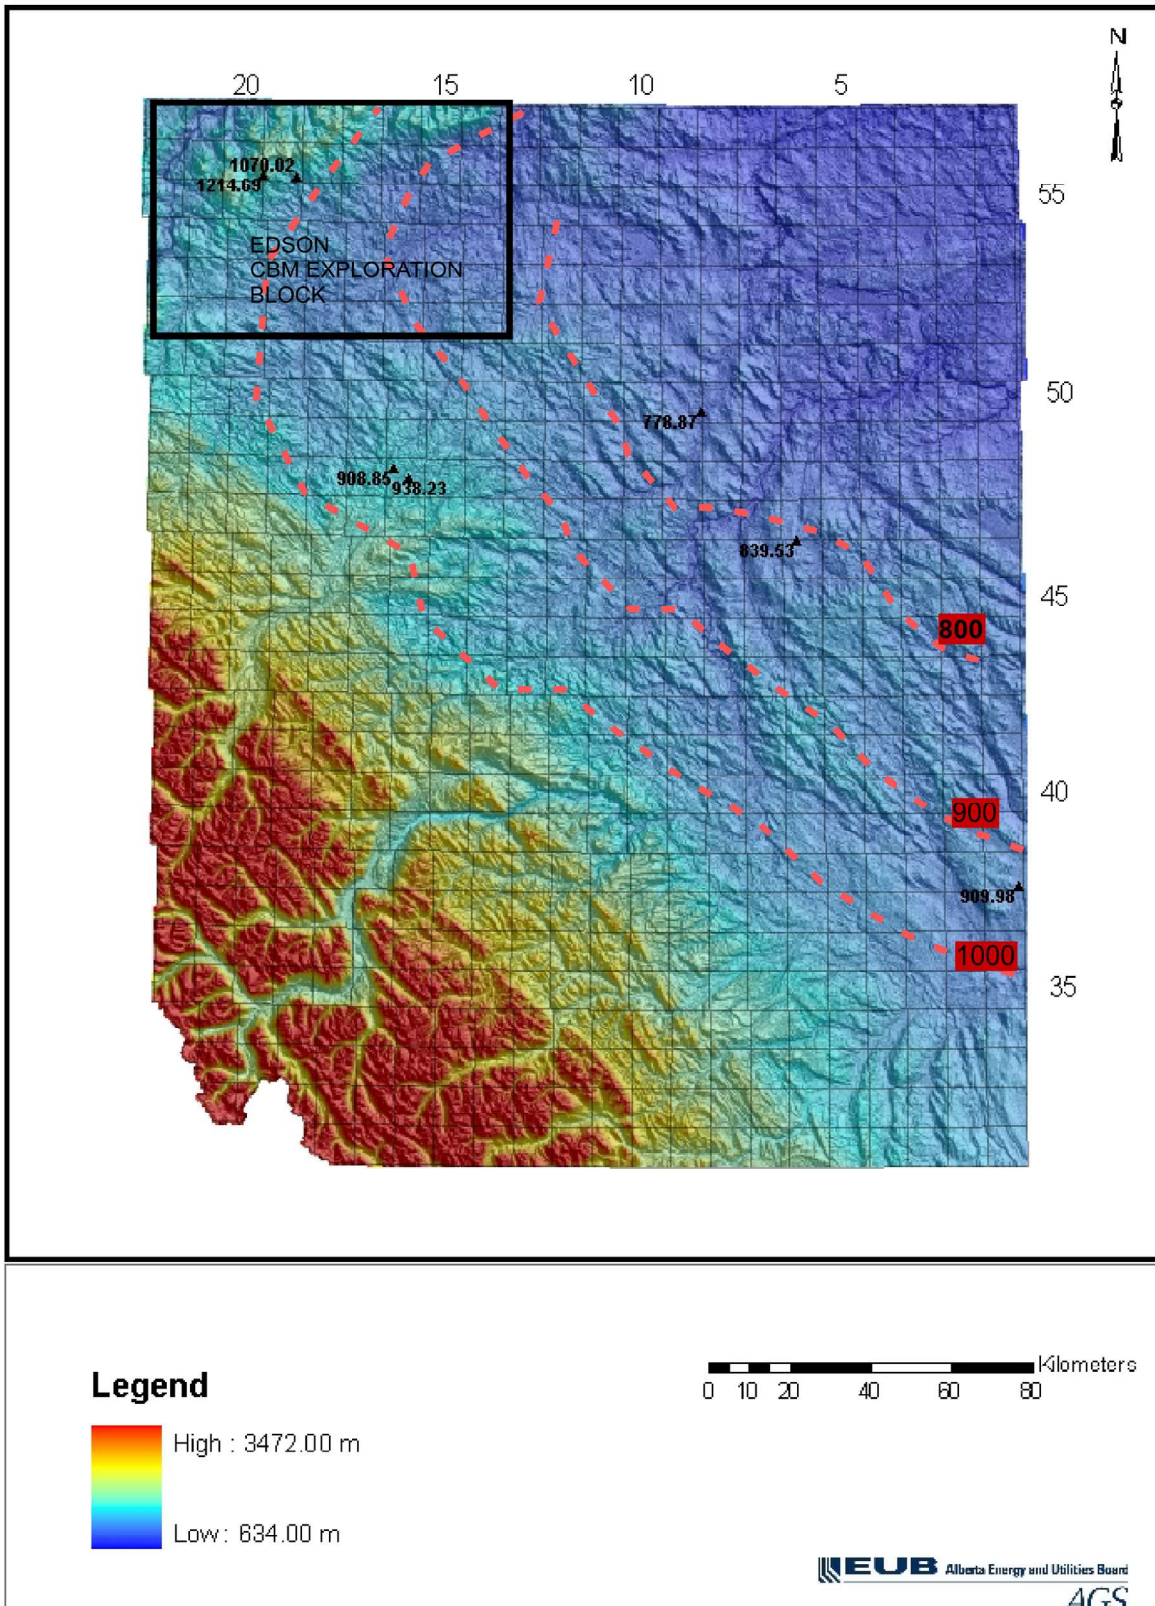 N
20
15
10
5
1070.02
1214.69
55
EDSON
CBM EXPLORATION
BLOCK
50
778.87
908.85
938.23
839.53
45
800
40
900
909.98
1000
35
Legend
High : 3472.00 m
Low : 634.00 m
Kilometers
0 10 20 40 60 80
EUB Alberta Energy and Utilities Board
AGS